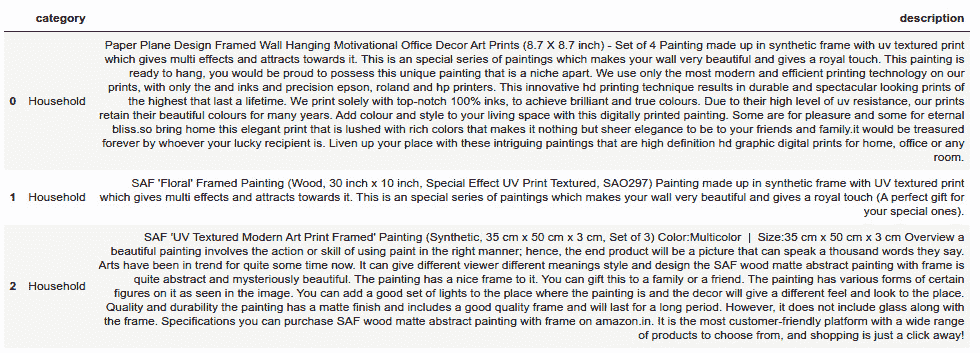 category description
Paper Plane Design Framed Wall Hanging Motivational Office Decor Art Prints (8.7 X 8.7 inch) - Set of 4 Painting made up in synthetic frame with uv textured print
which gives multi effects and attracts towards it. This is an special series of paintings which makes your wall very beautiful and gives a royal touch. This painting is
ready to hang, you would be proud to possess this unique painting that is a niche apart. We use only the most modern and efficient printing technology on our
prints, with only the and inks and precision epson, roland and hp printers. This innovative hd printing technique results in durable and spectacular looking prints of
0 Household the highest that last a lifetime. We print solely with top-notch 100% inks, to achieve brilliant and true colours. Due to their high level of uv resistance, our prints
retain their beautiful colours for many years. Add colour and style to your living space with this digitally printed painting. Some are for pleasure and some for eternal
bliss.so bring home this elegant print that is lushed with rich colors that makes it nothing but sheer elegance to be to your friends and family.it would be treasured
forever by whoever your lucky recipient is. Liven up your place with these intriguing paintings that are high definition hd graphic digital prints for home, office or any
room.
SAF 'Floral' Framed Painting (Wood, 30 inch x 10 inch, Special Effect UV Print Textured, SAO297) Painting made up in synthetic frame with UV textured print
1 Household which gives multi effects and attracts towards it. This is an special series of paintings which makes your wall very beautiful and gives a royal touch (A perfect gift for
your special ones).
SAF 'UV Textured Modern Art Print Framed' Painting (Synthetic, 35 cm x 50 cm x 3 cm, Set of 3) Color:Multicolor | Size:35 cm x 50 cm x 3 cm Overview a
beautiful painting involves the action or skill of using paint in the right manner; hence, the end product will be a picture that can speak a thousand words they say.
Arts have been in trend for quite some time now. It can give different viewer different meanings style and design the SAF wood matte abstract painting with frame is
quite abstract and mysteriously beautiful. The painting has a nice frame to it. You can gift this to a family or a friend. The painting has various forms of certain
2 Household figures on it as seen in the image. You can add a good set of lights to the place where the painting is and the decor will give a different feel and look to the place.
Quality and durability the painting has a matte finish and includes a good quality frame and will last for a long period. However, it does not include glass along with
the frame. Specifications you can purchase SAF wood matte abstract painting with frame on amazon.in. It is the most customer-friendly platform with a wide range
of products to choose from, and shopping is just a click away!